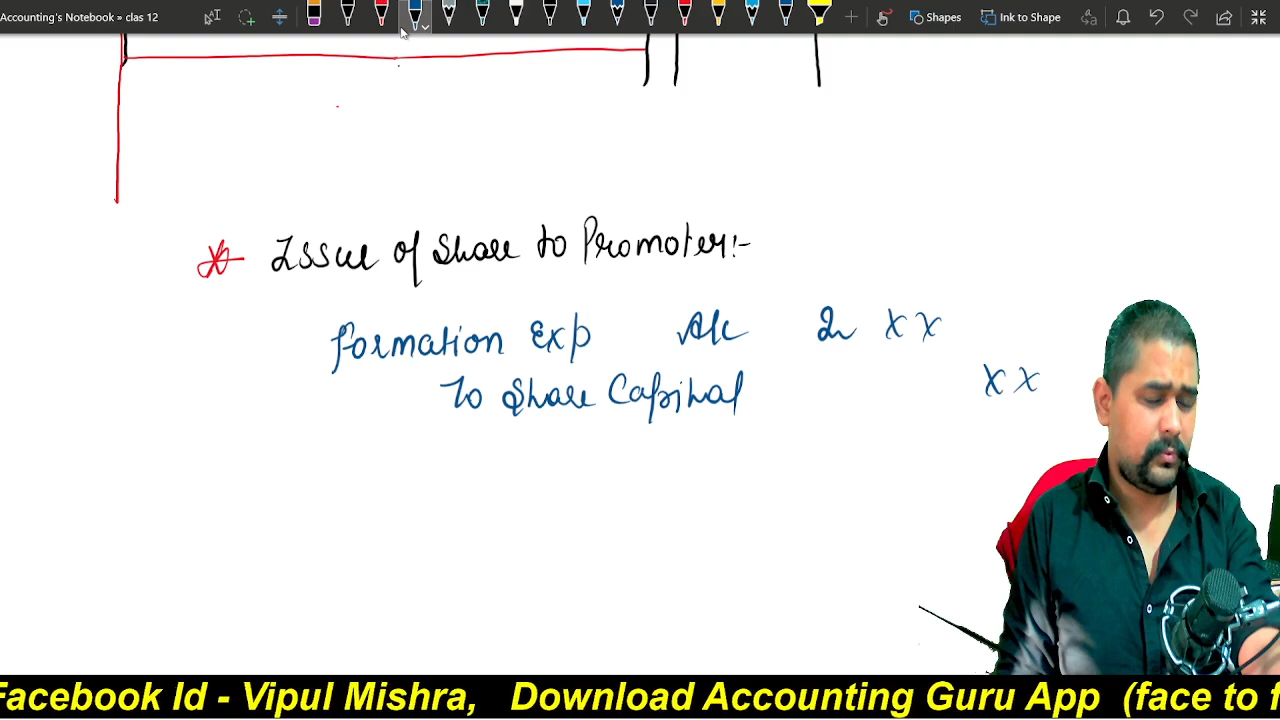 Accounting's Notebook » clas 12
Shapes
Ink to Shape
Issue of Share to Promoter:-
Formation Exp A/c Dr XX
To Share Capital XX
Facebook Id - Vipul Mishra, Download Accounting Guru App (face to f